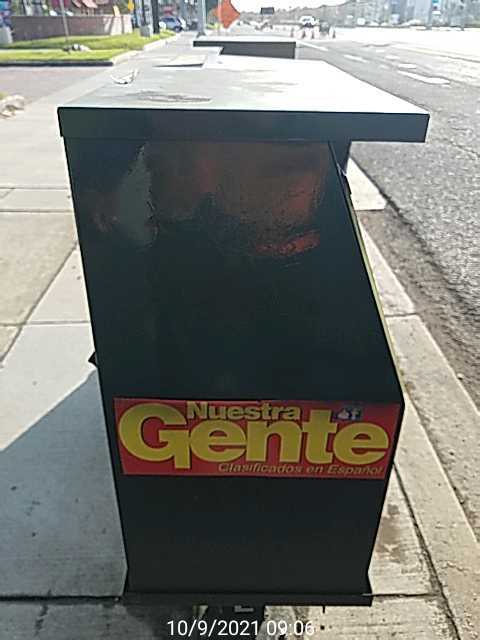 Nuestra
Gente
Clasificados en Español
10/9/2021 09:06